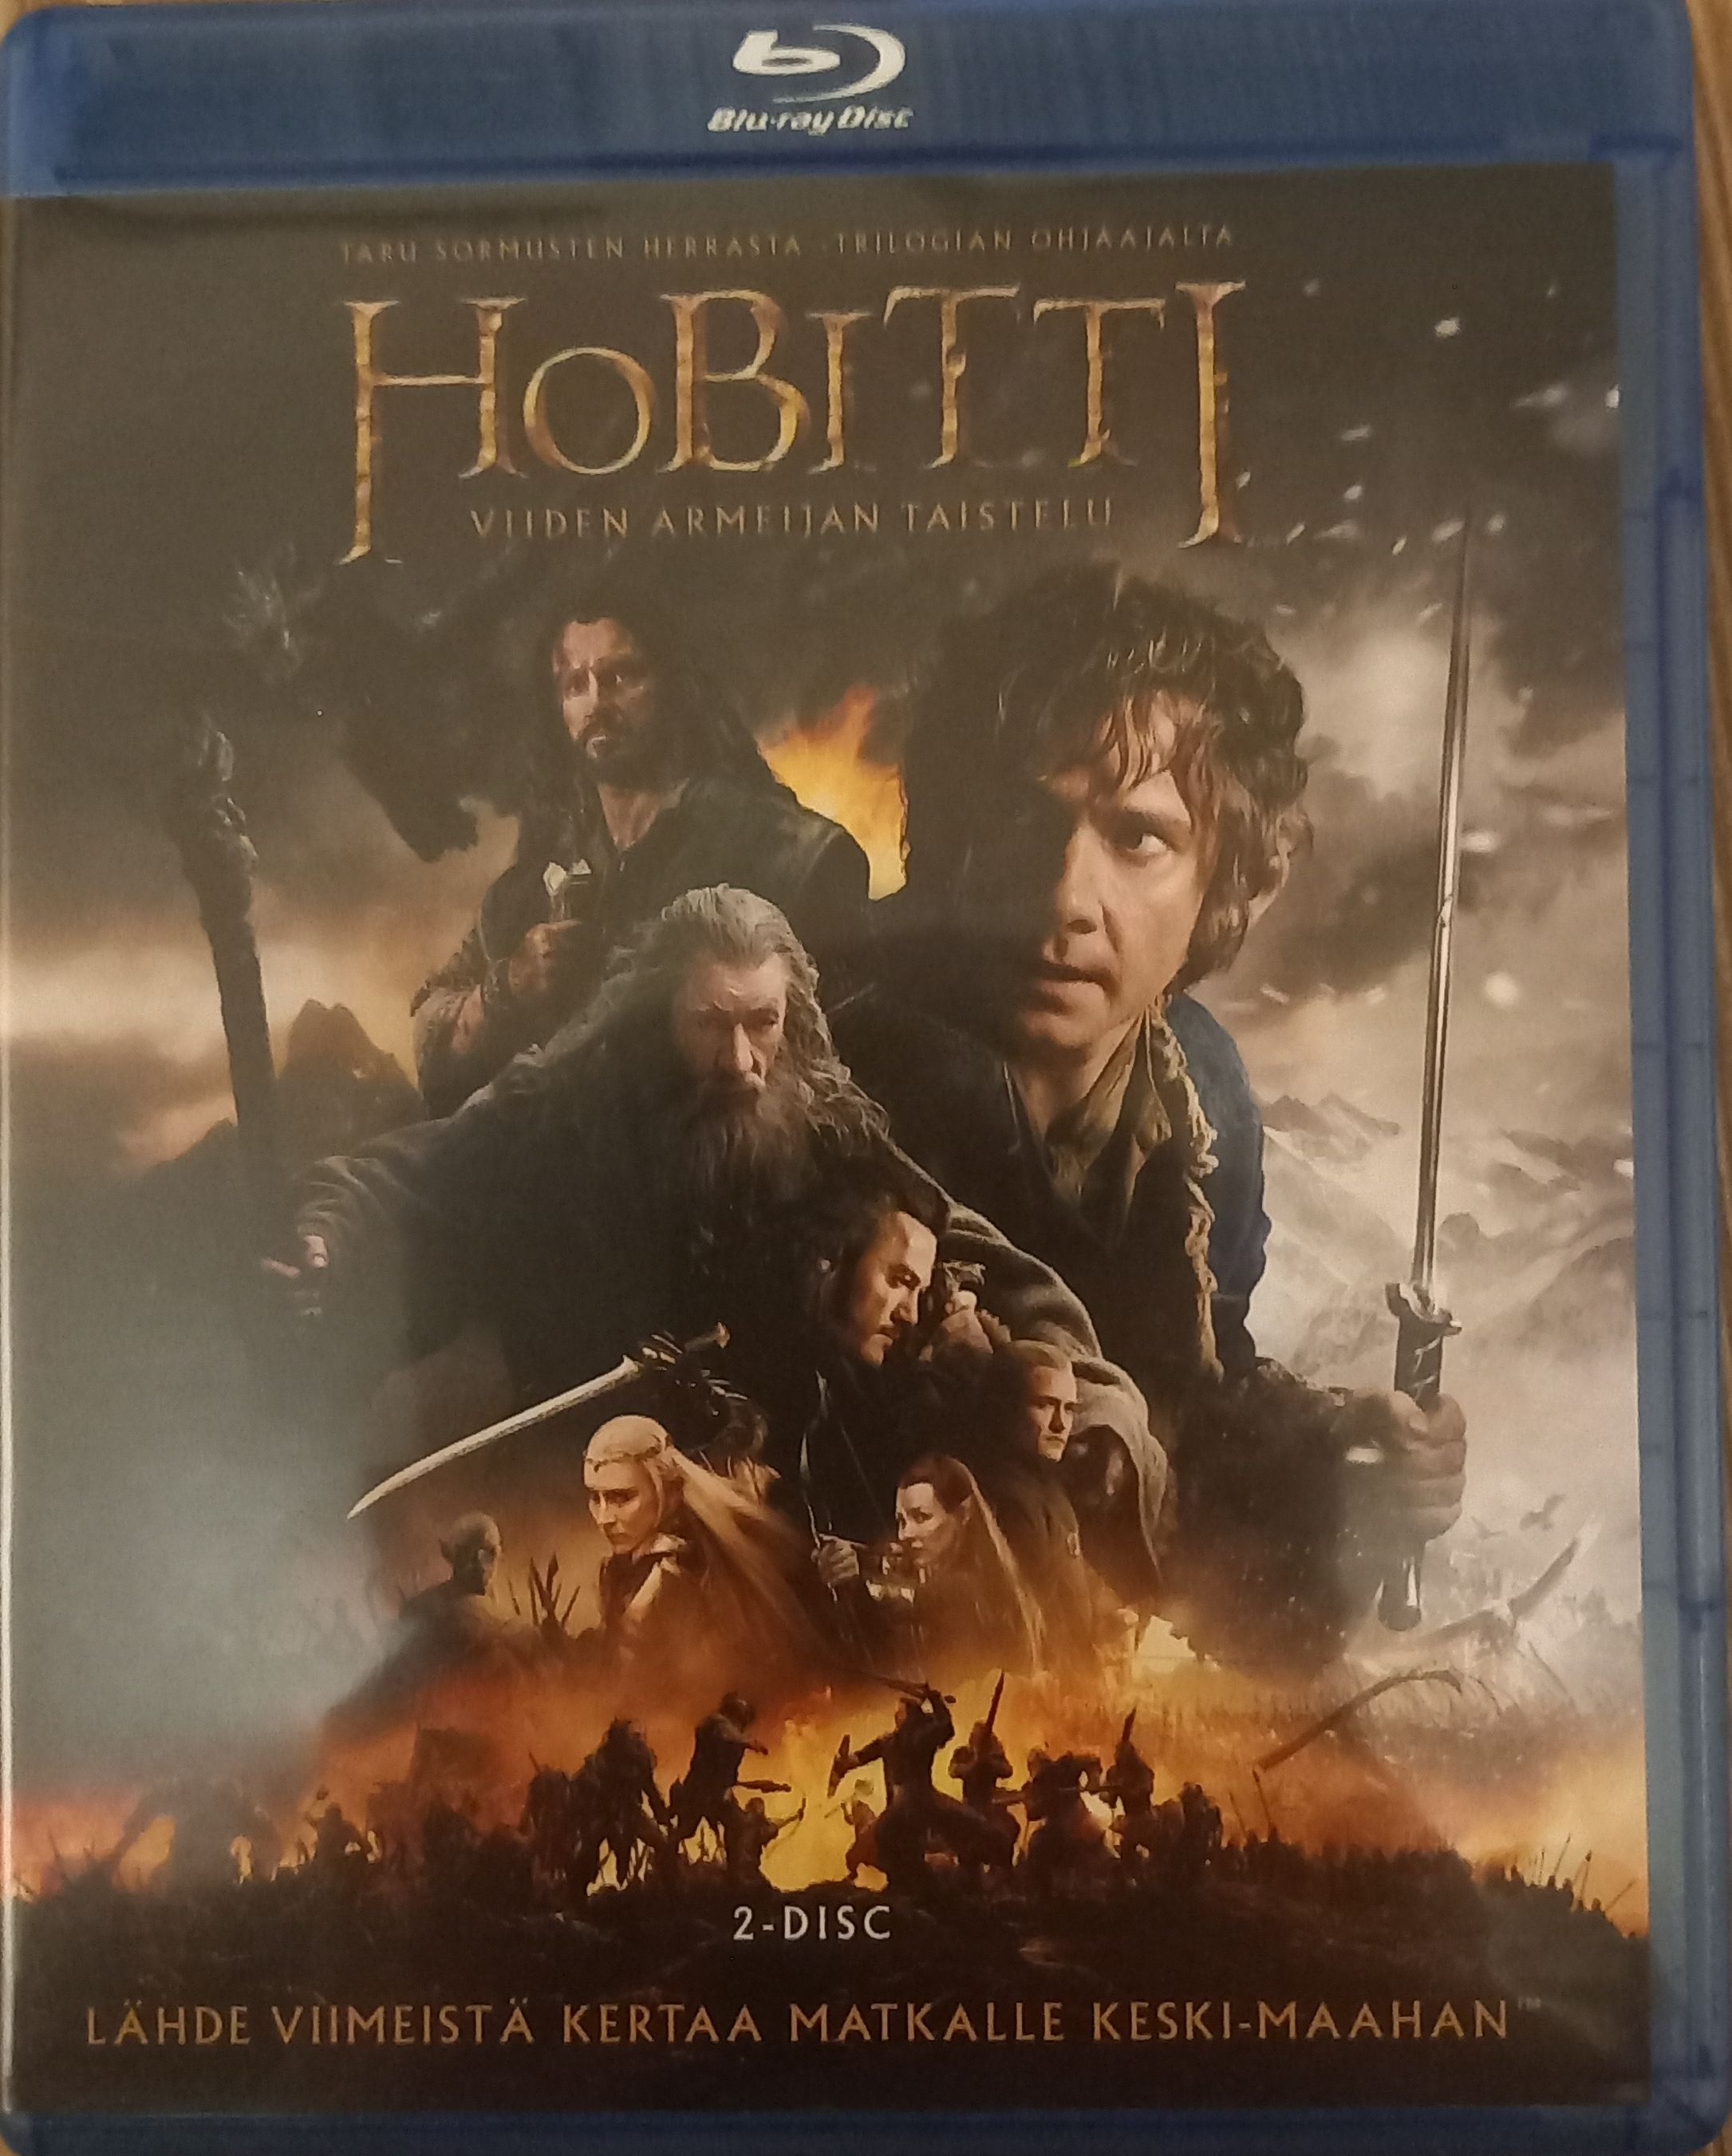 Blu-ray Disc
TARU SORMUSTEN HERRASTA -TRILOGIAN OHJAAJALTA
HOBITTI
VIIDEN ARMEIJAN TAISTELU
2-DISC
LÄHDE VIIMEISTÄ KERTAA MATKALLE KESKI-MAAHAN™